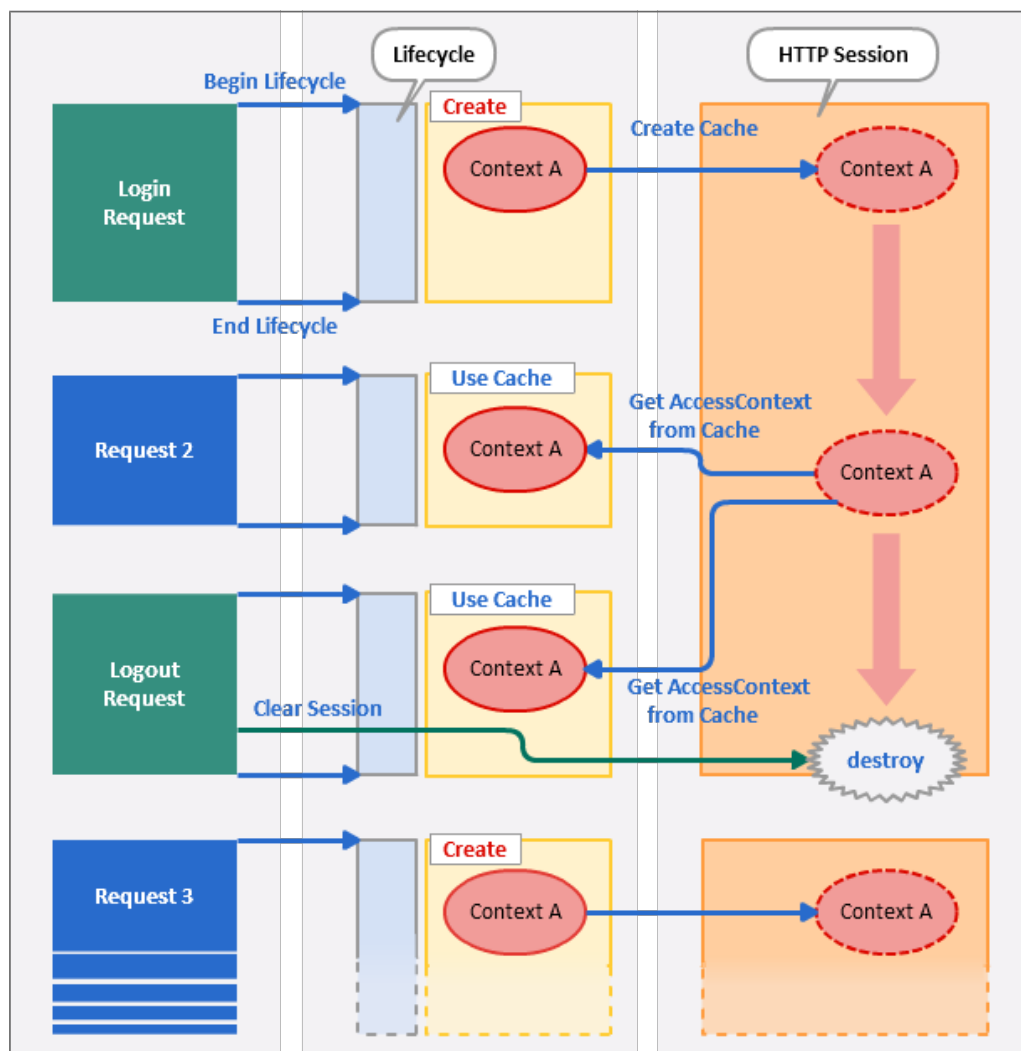 Lifecycle
HTTP Session
Begin Lifecycle
Create
Create Cache
Context A
Context A
Login
Request
End Lifecycle
Use Cache
Get AccessContext
from Cache
Request 2
Context A
Context A
Use Cache
Logout
Request
Context A
Get AccessContext
from Cache
Clear Session
destroy
Create
Request 3
Context A
Context A